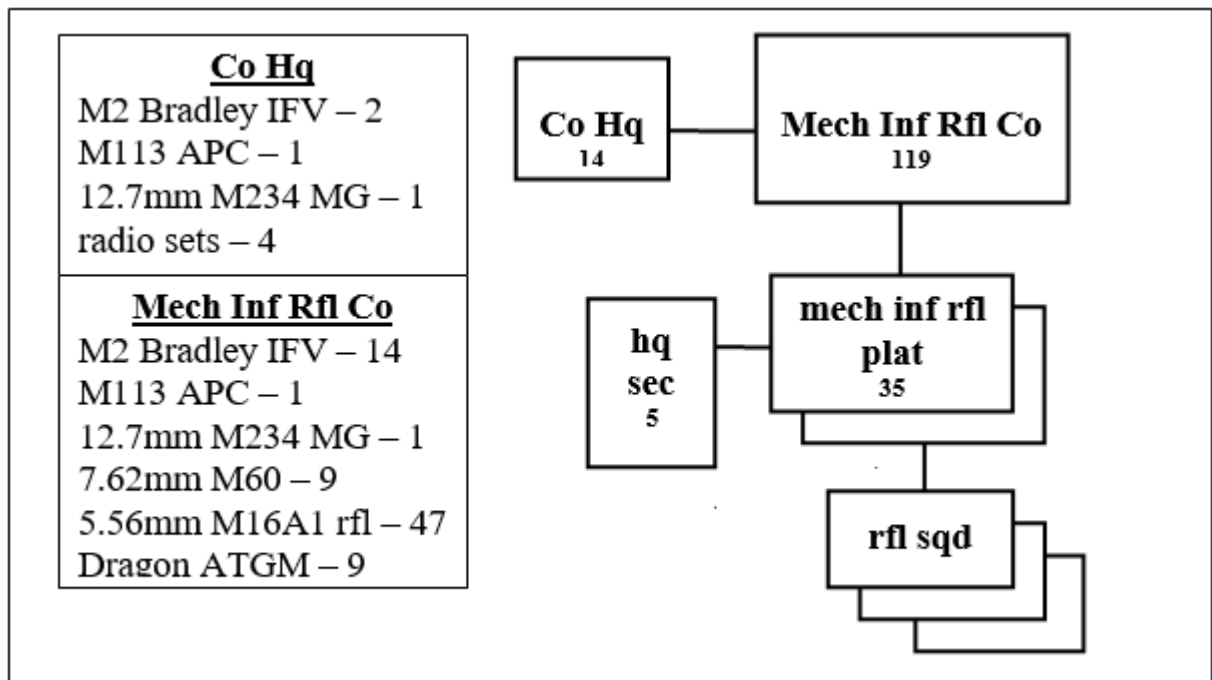 Co Hq
M2 Bradley IFV – 2
M113 APC – 1
12.7mm M234 MG – 1
radio sets – 4
Mech Inf Rfl Co
M2 Bradley IFV – 14
M113 APC – 1
12.7mm M234 MG – 1
7.62mm M60 – 9
5.56mm M16A1 rfl – 47
Dragon ATGM – 9
Co Hq
14
Mech Inf Rfl Co
119
hq
sec
5
mech inf rfl
plat
35
rfl sqd